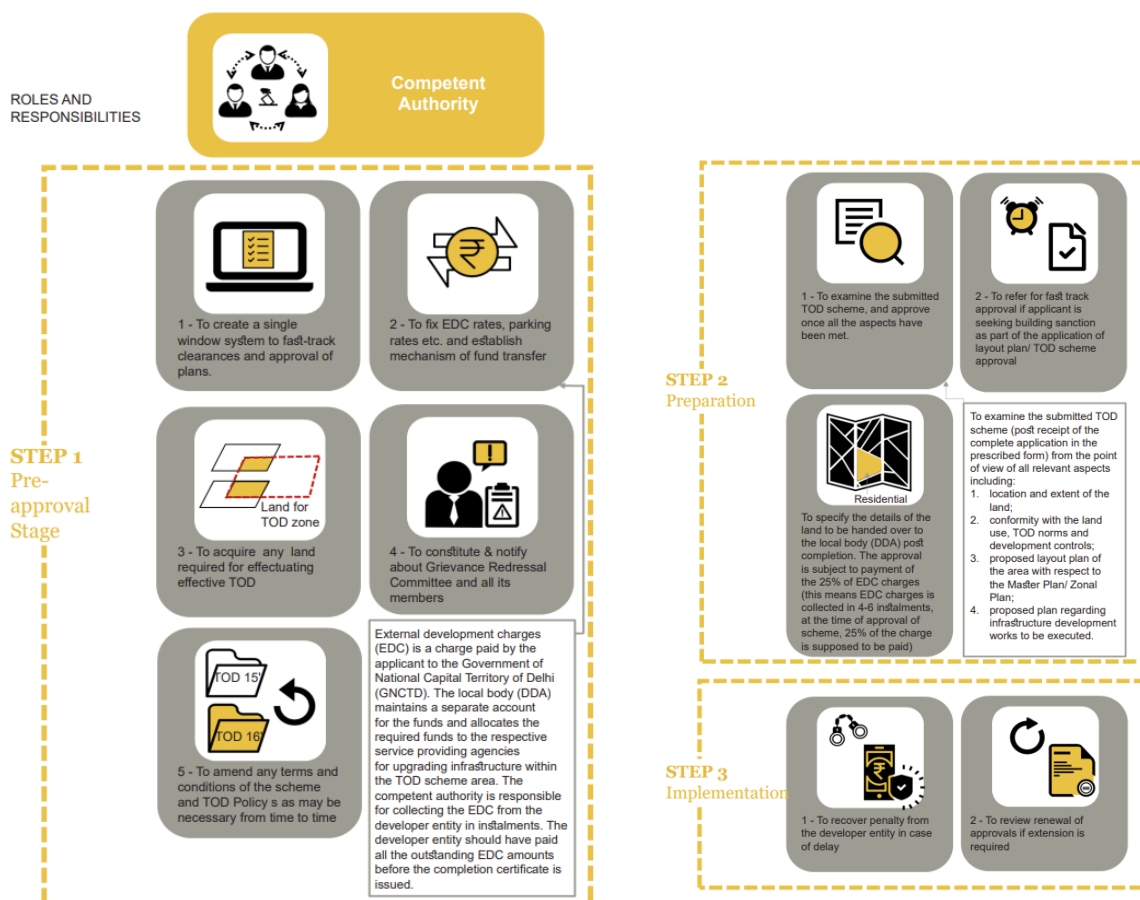 ROLES AND
RESPONSIBILITIES
Competent
Authority
STEP 1
Pre-
approval
Stage
1 - To create a single
window system to fast-track
clearances and approval of
plans.
2 - To fix EDC rates, parking
rates etc. and establish
mechanism of fund transfer
Land for
TOD zone
3 - To acquire any land
required for effectuating
effective TOD
4 - To constitute & notify
about Grievance Redressal
Committee and all its
members
TOD 15'
TOD 16'
5 - To amend any terms and
conditions of the scheme
and TOD Policy s as may be
necessary from time to time
External development charges
(EDC) is a charge paid by the
applicant to the Government of
National Capital Territory of Delhi
(GNCTD). The local body (DDA)
maintains a separate account
for the funds and allocates the
required funds to the respective
service providing agencies
for upgrading infrastructure within
the TOD scheme area. The
competent authority is responsible
for collecting the EDC from the
developer entity in instalments. The
developer entity should have paid
all the outstanding EDC amounts
before the completion certificate is
issued.
STEP 2
Preparation
1 - To examine the submitted
TOD scheme, and approve
once all the aspects have
been met.
2 - To refer for fast track
approval if applicant is
seeking building sanction
as part of the application of
layout plan/ TOD scheme
approval
Residential
To specify the details of the
land to be handed over to
the local body (DDA) post
completion. The approval
is subject to payment of
the 25% of EDC charges
(this means EDC charges is
collected in 4-6 instalments,
at the time of approval of
scheme, 25% of the charge
is supposed to be paid)
To examine the submitted TOD
scheme (post receipt of the
complete application in the
prescribed form) from the point
of view of all relevant aspects
including:
1. location and extent of the
land;
2. conformity with the land
use, TOD norms and
development controls;
3. proposed layout plan of
the area with respect to
the Master Plan/ Zonal
Plan;
4. proposed plan regarding
infrastructure development
works to be executed.
STEP 3
Implementation
1 - To recover penalty from
the developer entity in case
of delay
2 - To review renewal of
approvals if extension is
required